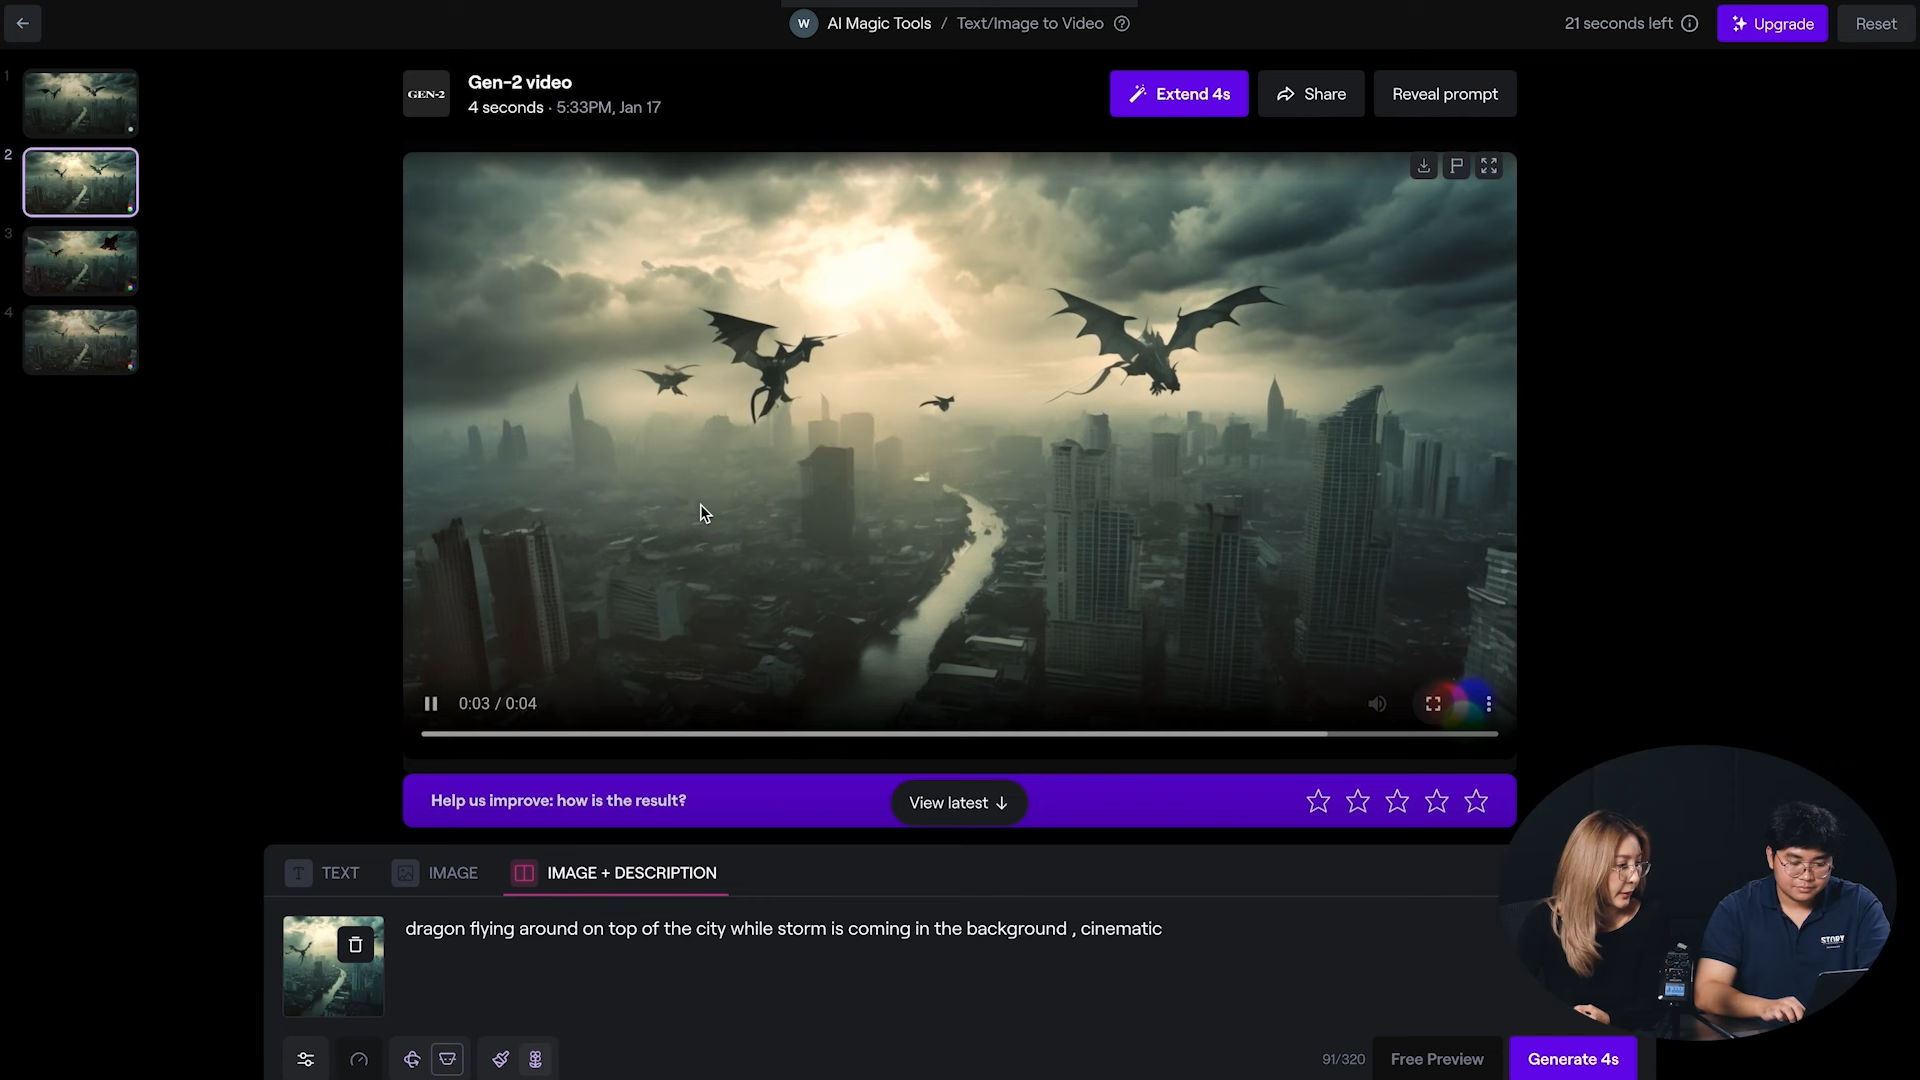 W AI Magic Tools / Text/Image to Video
21 seconds left
Upgrade
Reset
1
2
3
4
GEN-2
Gen-2 video
4 seconds · 5:33PM, Jan 17
Extend 4s
Share
Reveal prompt
0:03 / 0:04
Help us improve: how is the result?
View latest ↓
T TEXT
IMAGE
IMAGE + DESCRIPTION
dragon flying around on top of the city while storm is coming in the background , cinematic
STORY
91/320
Free Preview
Generate 4s